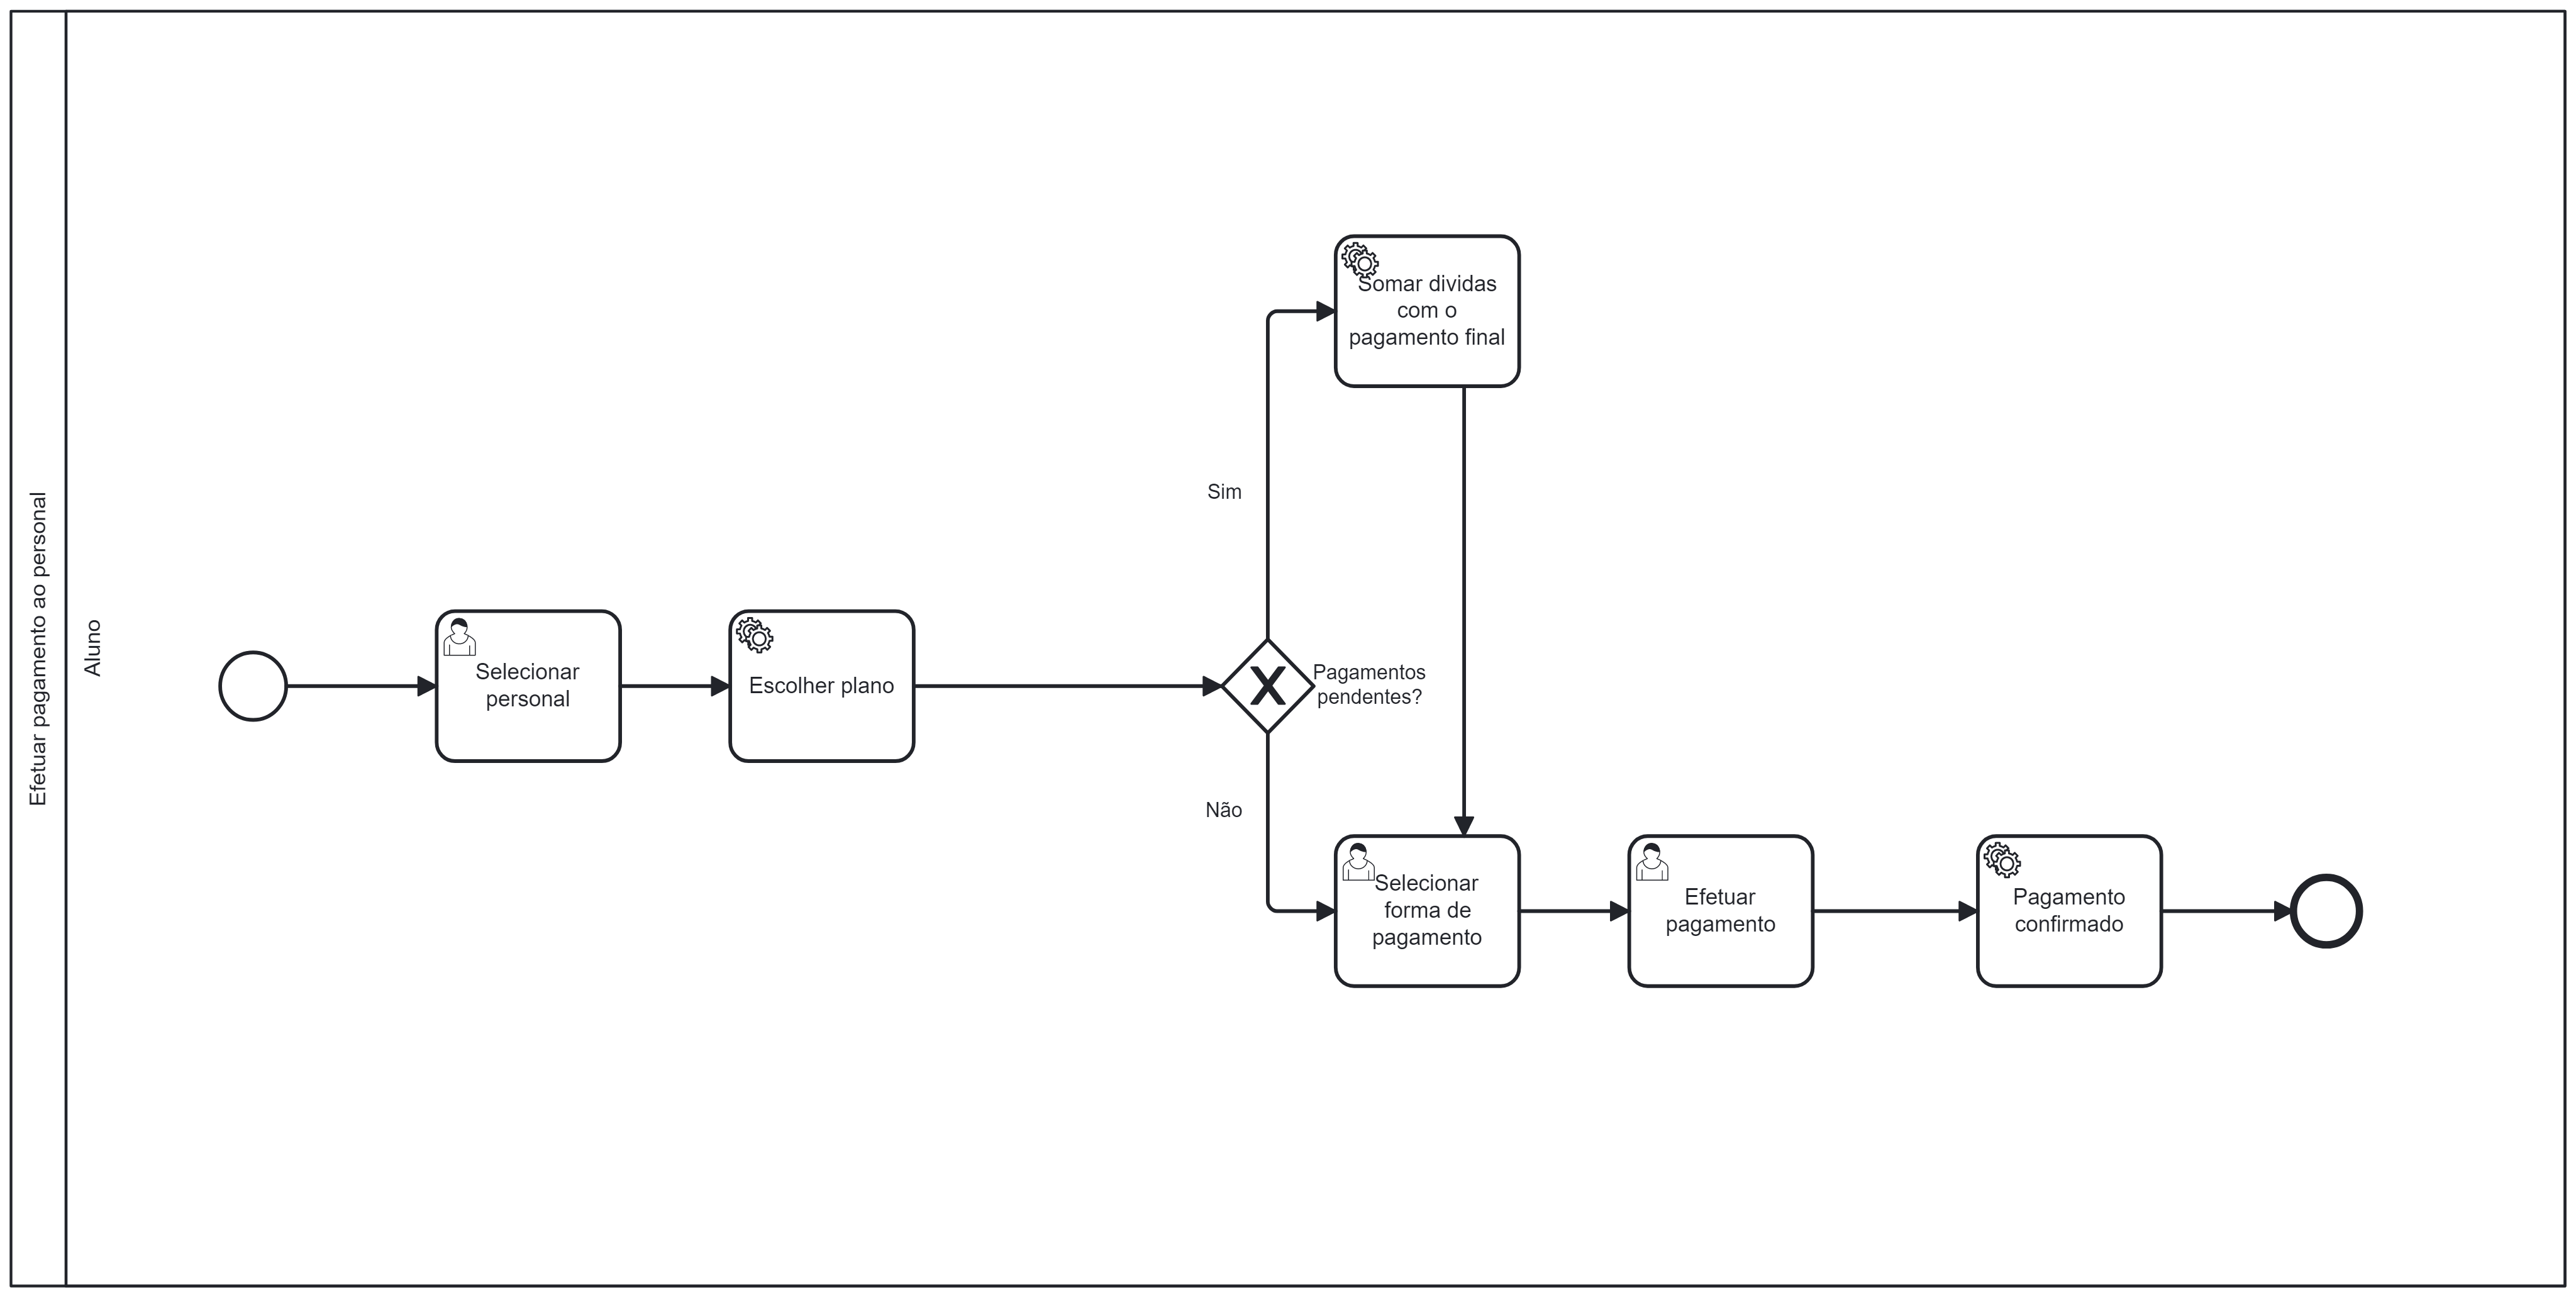 Efetuar pagamento ao personal
Aluno
Selecionar
personal
Escolher plano
Pagamentos
pendentes?
Sim
Somar dividas
com o
pagamento final
Não
Selecionar
forma de
pagamento
Efetuar
pagamento
Pagamento
confirmado